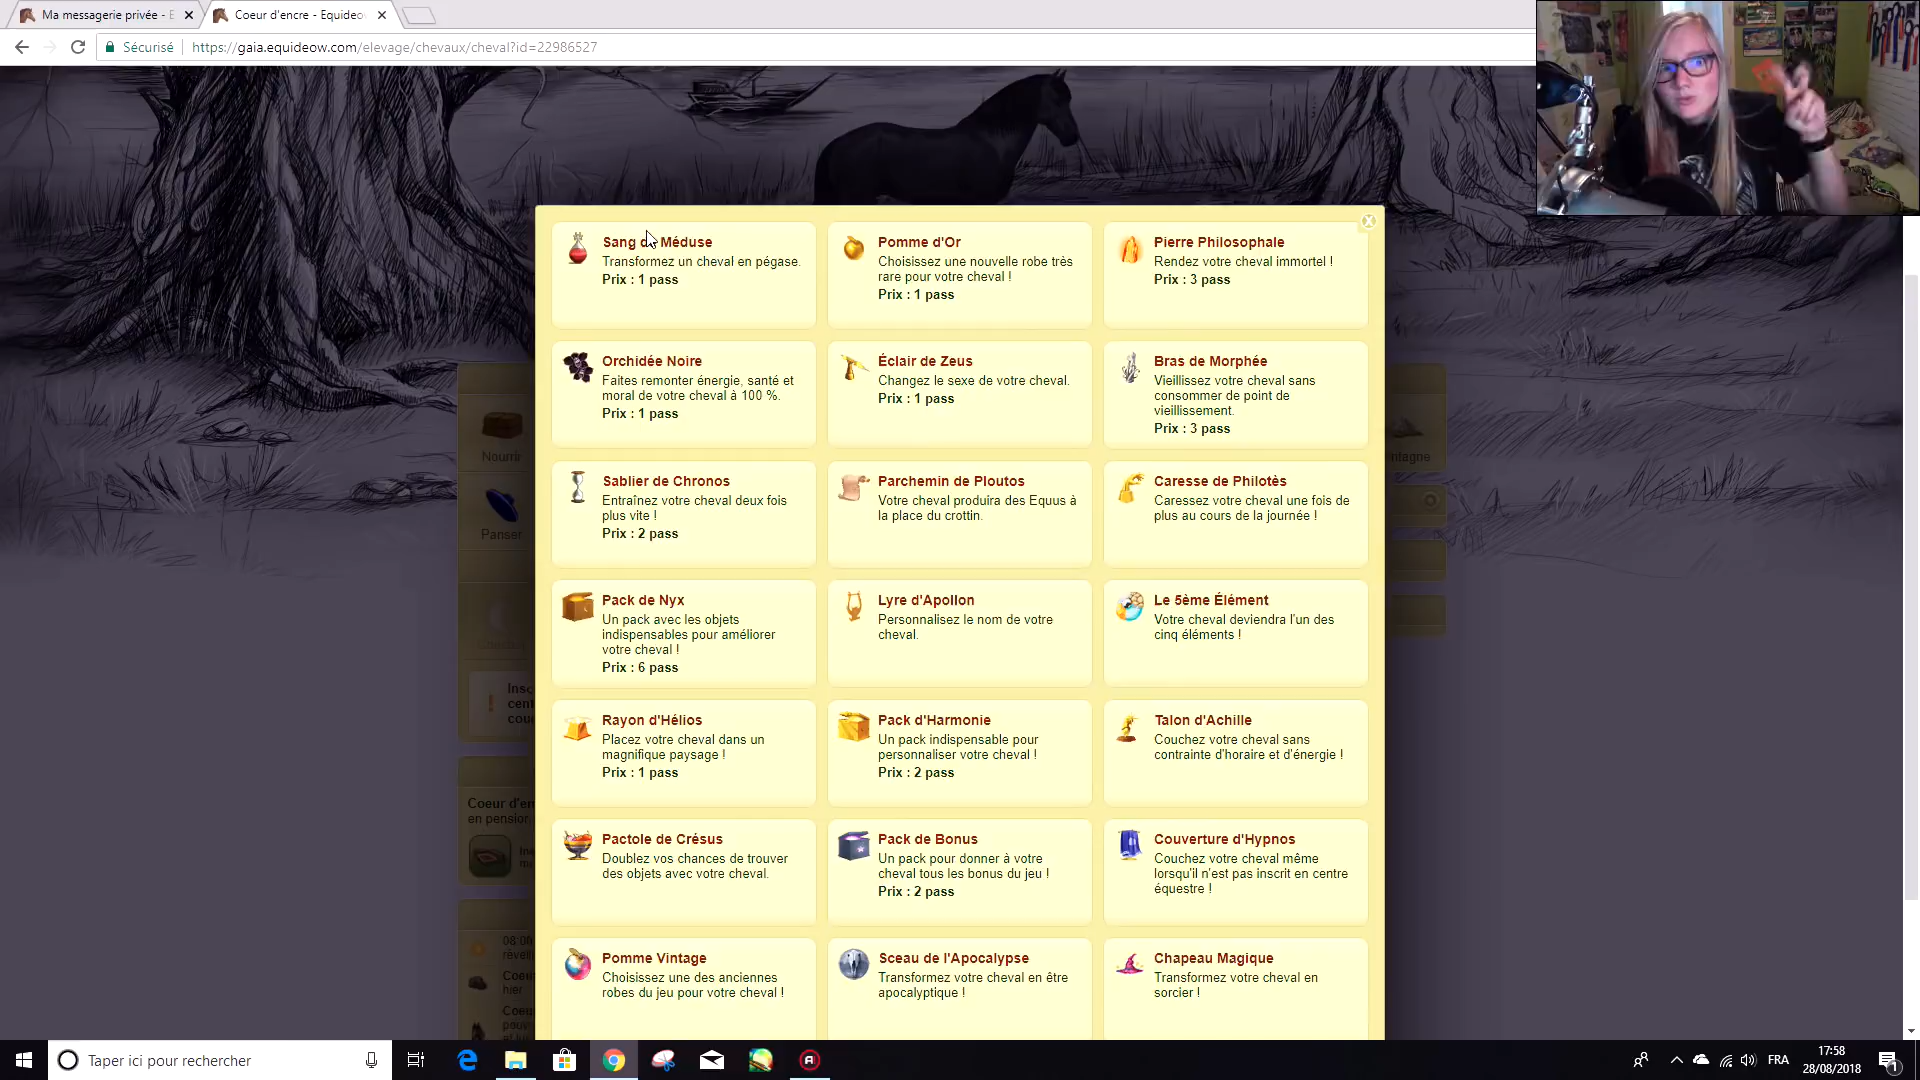 Ma messagerie privée - E
Coeur d'encre - Equideo
Sécurisé
https://gaia.equideow.com/elevage/chevaux/cheval?id=22986527
Sang de Méduse
Transformez un cheval en pégase.
Prix : 1 pass
Pomme d'Or
Choisissez une nouvelle robe très
rare pour votre cheval !
Prix : 1 pass
Pierre Philosophale
Rendez votre cheval immortel !
Prix : 3 pass
Orchidée Noire
Faites remonter énergie, santé et
moral de votre cheval à 100 %.
Prix : 1 pass
Éclair de Zeus
Changez le sexe de votre cheval.
Prix : 1 pass
Bras de Morphée
Vieillissez votre cheval sans
consommer de point de
vieillissement.
Prix : 3 pass
Nourrir
Sablier de Chronos
Entraînez votre cheval deux fois
plus vite !
Prix : 2 pass
Parchemin de Ploutos
Votre cheval produira des Equus à
la place du crottin.
Caresse de Philotès
Caressez votre cheval une fois de
plus au cours de la journée !
Panser
Pack de Nyx
Un pack avec les objets
indispensables pour améliorer
votre cheval !
Prix : 6 pass
Lyre d'Apollon
Personnalisez le nom de votre
cheval.
Le 5ème Élément
Votre cheval deviendra l'un des
cinq éléments !
Rayon d'Hélios
Placez votre cheval dans un
magnifique paysage !
Prix : 1 pass
Pack d'Harmonie
Un pack indispensable pour
personnaliser votre cheval !
Prix : 2 pass
Talon d'Achille
Couchez votre cheval sans
contrainte d'horaire et d'énergie !
Coeur d'en
en pension
Pactole de Crésus
Doublez vos chances de trouver
des objets avec votre cheval.
Pack de Bonus
Un pack pour donner à votre
cheval tous les bonus du jeu !
Prix : 2 pass
Couverture d'Hypnos
Couchez votre cheval même
lorsqu'il n'est pas inscrit en centre
équestre !
Coeu
hier
Coeu
Pomme Vintage
Choisissez une des anciennes
robes du jeu pour votre cheval !
Sceau de l'Apocalypse
Transformez votre cheval en être
apocalyptique !
Chapeau Magique
Transformez votre cheval en
sorcier !
Taper ici pour rechercher
FRA
17:58
28/08/2018
1